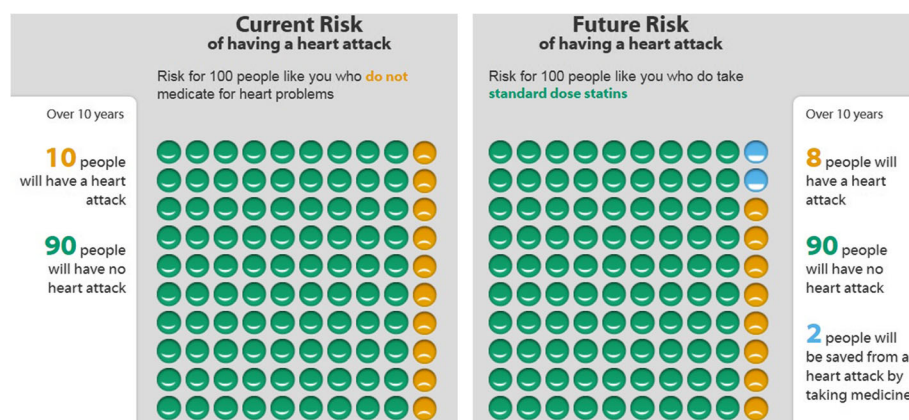 Current Risk
of having a heart attack
Risk for 100 people like you who do not
medicate for heart problems
Over 10 years
10 people
will have a heart
attack
90 people
will have no
heart attack
Future Risk
of having a heart attack
Risk for 100 people like you who do take
standard dose statins
Over 10 years
8 people will
have a heart
attack
90 people
will have no
heart attack
2 people will
be saved from a
heart attack by
taking medicine